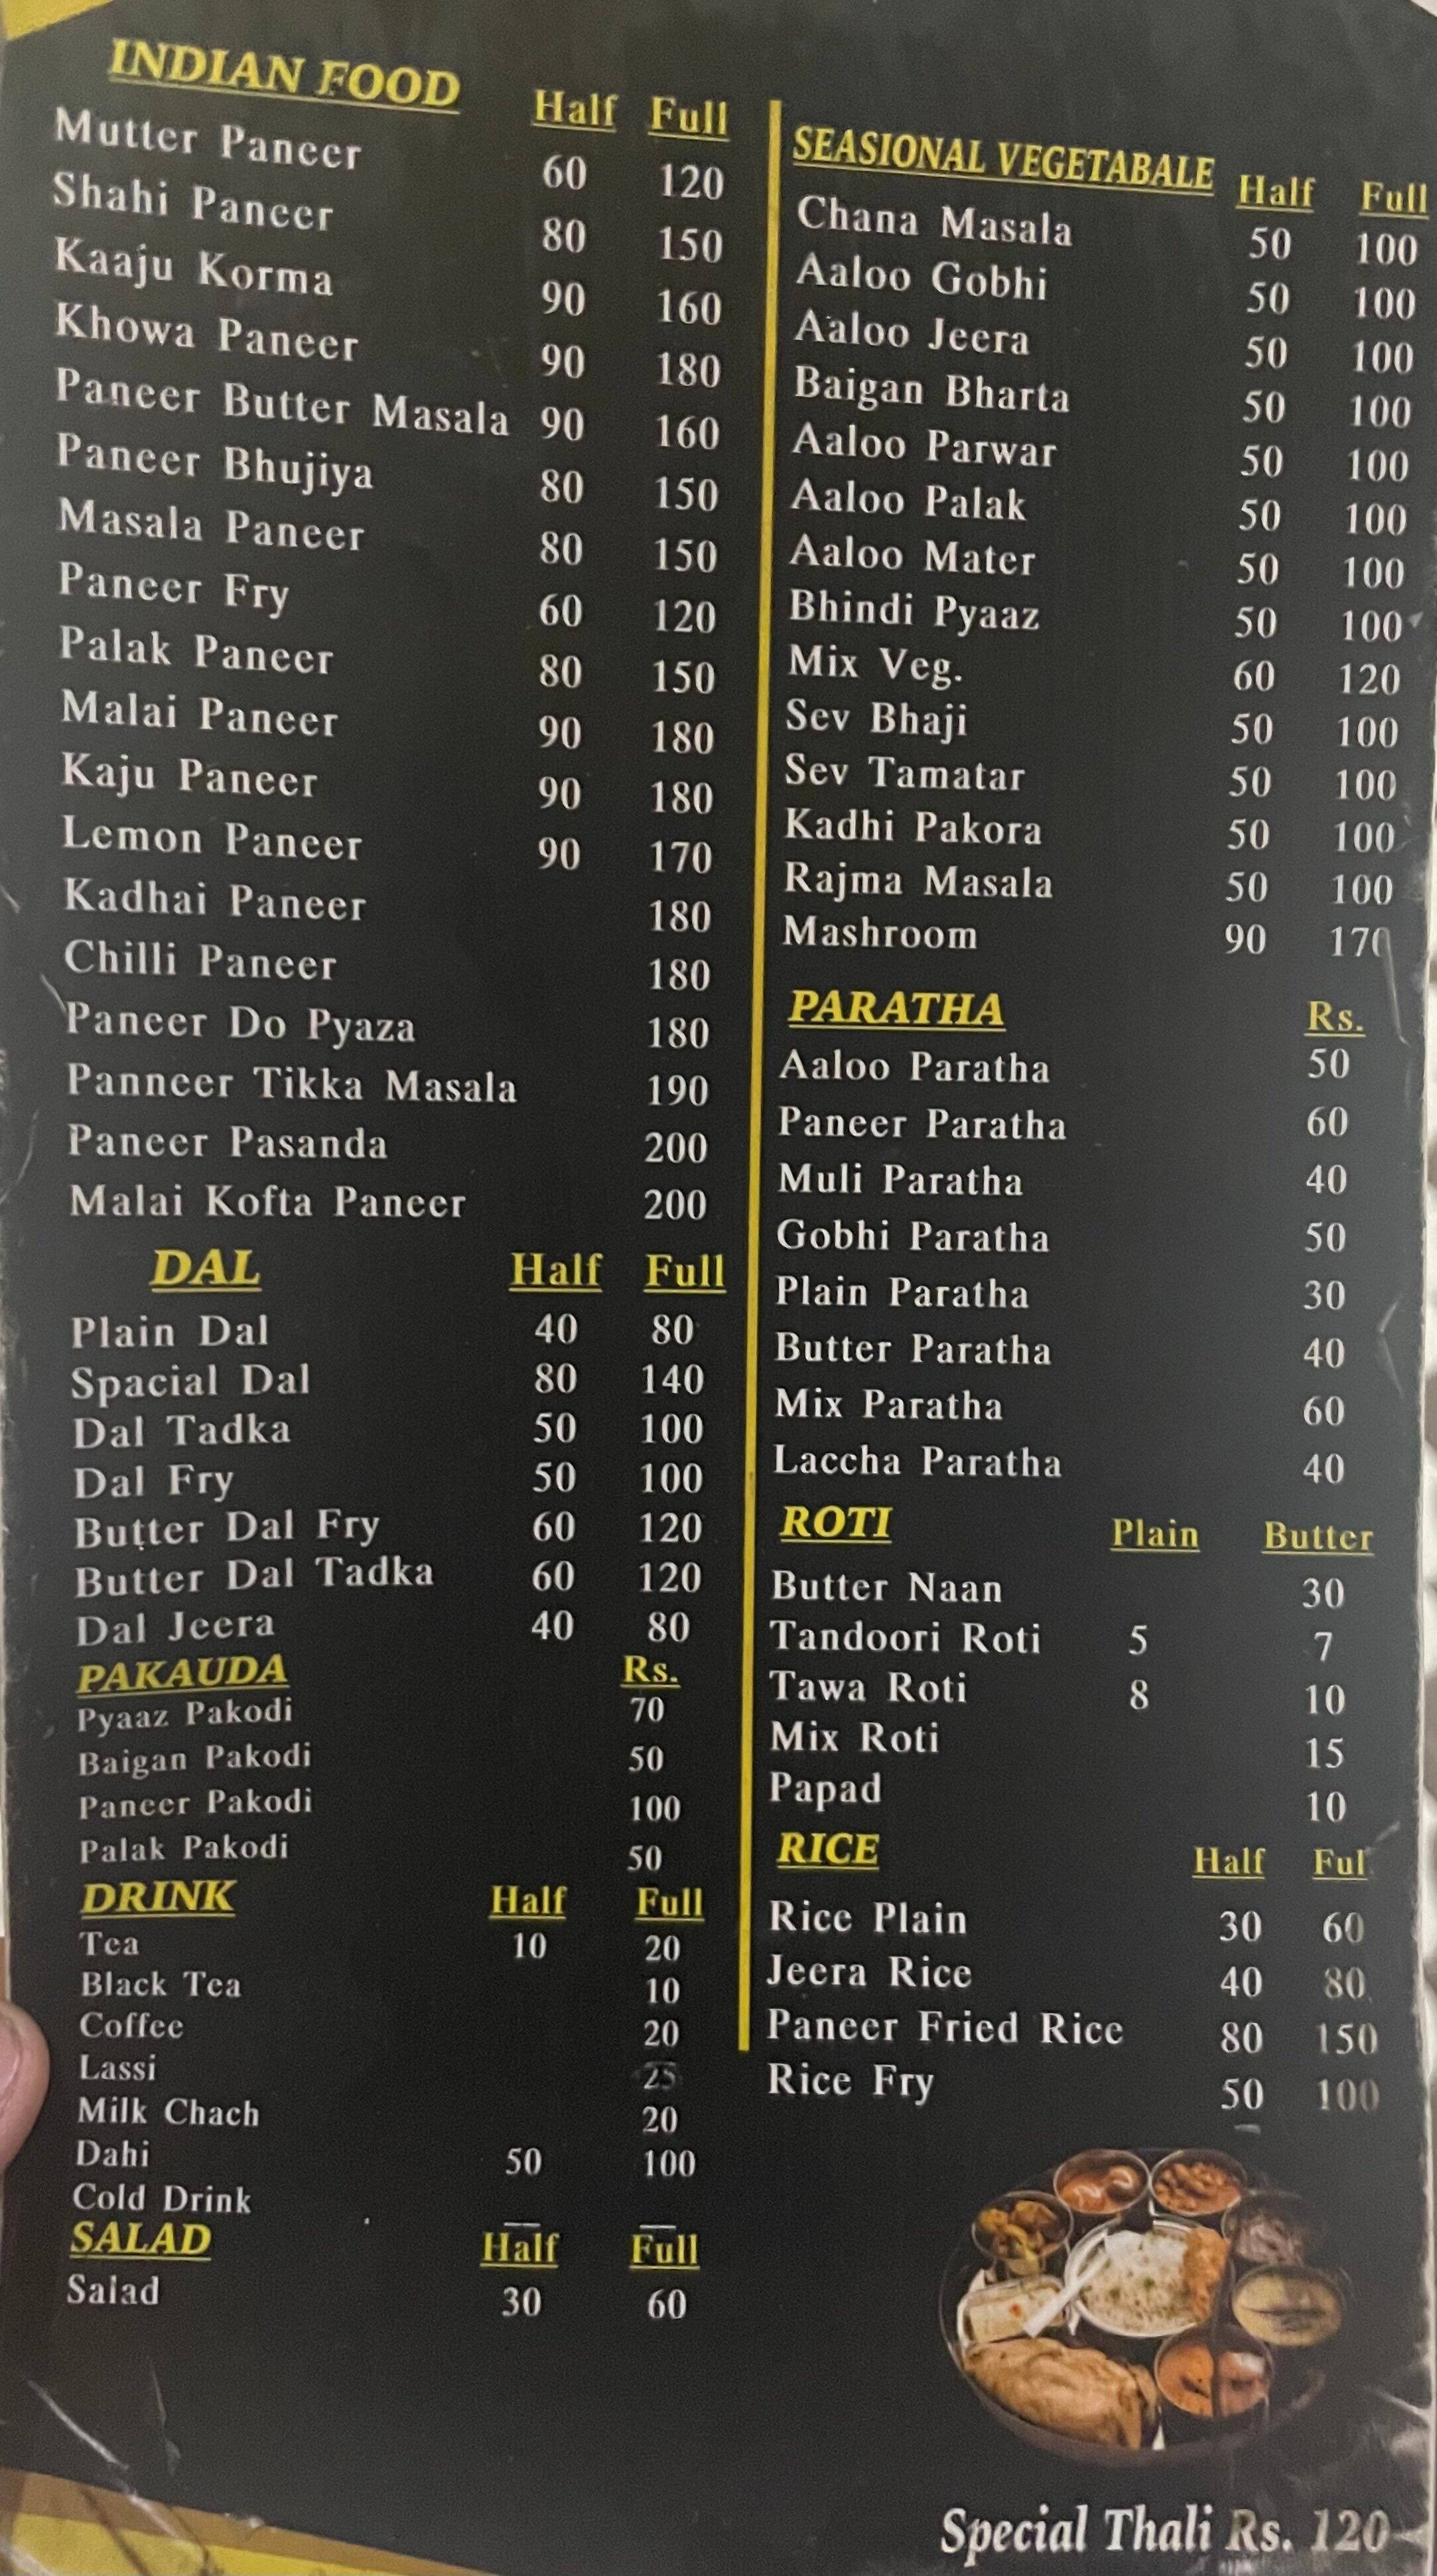 INDIAN FOOD Half Full
Mutter Paneer 60 120
Shahi Paneer 80 150
Kaaju Korma 90 160
Khowa Paneer 90 180
Paneer Butter Masala 90 160
Paneer Bhujiya 80 150
Masala Paneer 80 150
Paneer Fry 60 120
Palak Paneer 80 150
Malai Paneer 90 180
Kaju Paneer 90 180
Lemon Paneer 90 170
Kadhai Paneer 180
Chilli Paneer 180
Paneer Do Pyaza 180
Panneer Tikka Masala 190
Paneer Pasanda 200
Malai Kofta Paneer 200
DAL Half Full
Plain Dal 40 80
Spacial Dal 80 140
Dal Tadka 50 100
Dal Fry 50 100
Butter Dal Fry 60 120
Butter Dal Tadka 60 120
Dal Jeera 40 80
PAKAUDA Rs.
Pyaaz Pakodi 70
Baigan Pakodi 50
Paneer Pakodi 100
Palak Pakodi 50
DRINK Half Full
Tea 10 20
Black Tea 10
Coffee 20
Lassi 25
Milk Chach 20
Dahi 50 100
Cold Drink — —
SALAD Half Full
Salad 30 60
SEASIONAL VEGETABALE Half Full
Chana Masala 50 100
Aaloo Gobhi 50 100
Aaloo Jeera 50 100
Baigan Bharta 50 100
Aaloo Parwar 50 100
Aaloo Palak 50 100
Aaloo Mater 50 100
Bhindi Pyaaz 50 100
Mix Veg. 60 120
Sev Bhaji 50 100
Sev Tamatar 50 100
Kadhi Pakora 50 100
Rajma Masala 50 100
Mashroom 90 170
PARATHA Rs.
Aaloo Paratha 50
Paneer Paratha 60
Muli Paratha 40
Gobhi Paratha 50
Plain Paratha 30
Butter Paratha 40
Mix Paratha 60
Laccha Paratha 40
ROTI Plain Butter
Butter Naan 30
Tandoori Roti 5 7
Tawa Roti 8 10
Mix Roti 15
Papad 10
RICE Half Full
Rice Plain 30 60
Jeera Rice 40 80
Paneer Fried Rice 80 150
Rice Fry 50 100
Special Thali Rs. 120